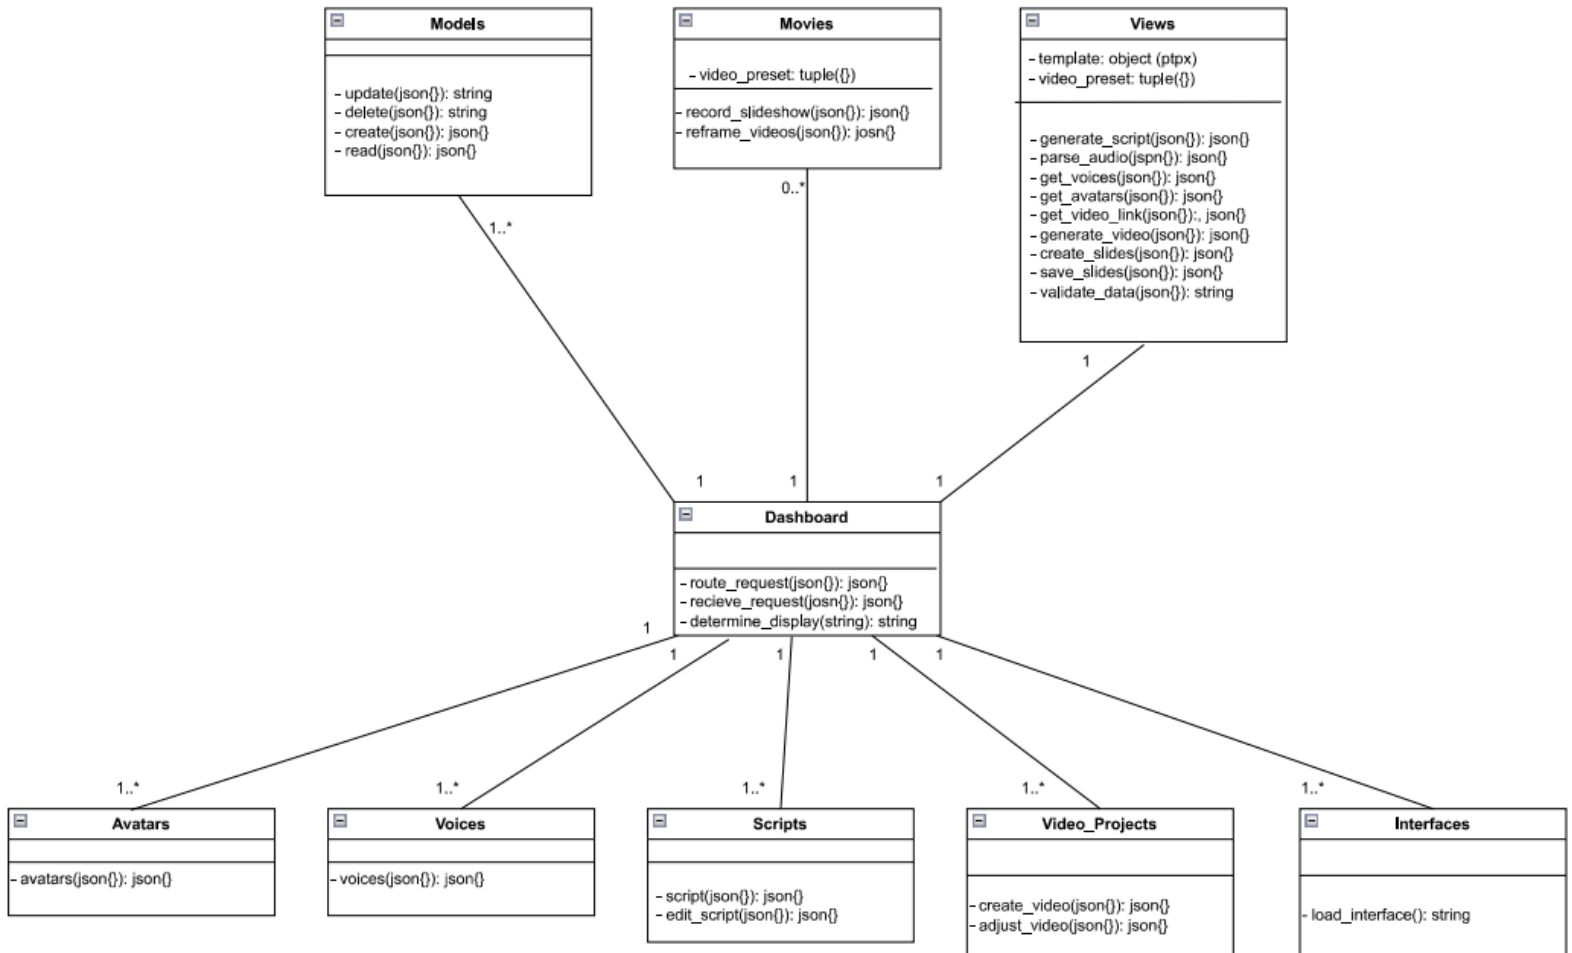 Models
- update(json{}): string
- delete(json{}): string
- create(json{}): json{}
- read(json{}): json{}
1..*
Movies
- video_preset: tuple({})
- record_slideshow(json{}): json{}
- reframe_videos(json{}): josn{}
0..*
Views
- template: object (ptpx)
- video_preset: tuple({})
- generate_script(json{}): json{}
- parse_audio(jspn{}): json{}
- get_voices(json{}): json{}
- get_avatars(json{}): json{}
- get_video_link(json{}):, json{}
- generate_video(json{}): json{}
- create_slides(json{}): json{}
- save_slides(json{}): json{}
- validate_data(json{}): string
1
1
1
1
Dashboard
- route_request(json{}): json{}
- recieve_request(josn{}): json{}
- determine_display(string): string
1
1
1
1
1
1..*
1..*
1..*
1..*
1..*
Avatars
- avatars(json{}): json{}
Voices
- voices(json{}): json{}
Scripts
- script(json{}): json{}
- edit_script(json{}): json{}
Video_Projects
- create_video(json{}): json{}
- adjust_video(json{}): json{}
Interfaces
- load_interface(): string